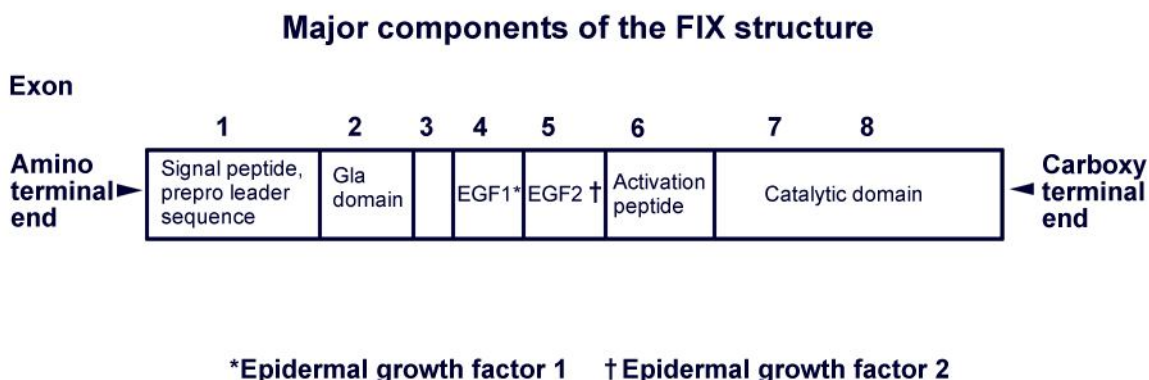 Major components of the FIX structure
Exon
1 2 3 4 5 6 7 8
Amino
terminal
end
Signal peptide,
prepro leader
sequence
Gla
domain
EGF1*
EGF2 †
Activation
peptide
Catalytic domain
Carboxy
terminal
end
*Epidermal growth factor 1 †Epidermal growth factor 2